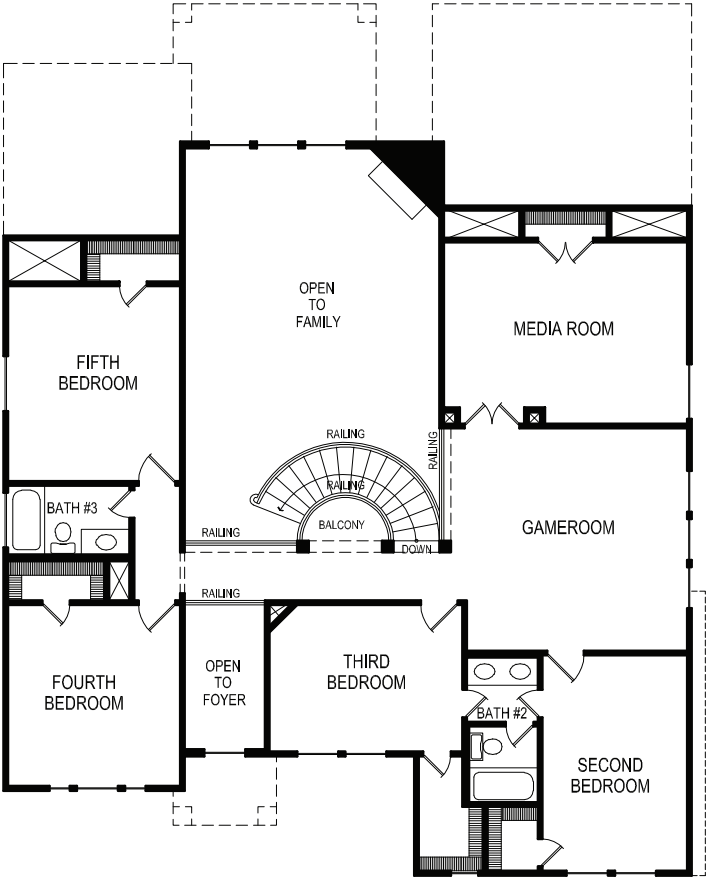 OPEN
TO
FAMILY
MEDIA ROOM
FIFTH
BEDROOM
RAILING
RAILING
RAILING
BATH #3
BALCONY
GAMEROOM
RAILING
DOWN
RAILING
OPEN
TO
FOYER
THIRD
BEDROOM
FOURTH
BEDROOM
BATH #2
SECOND
BEDROOM